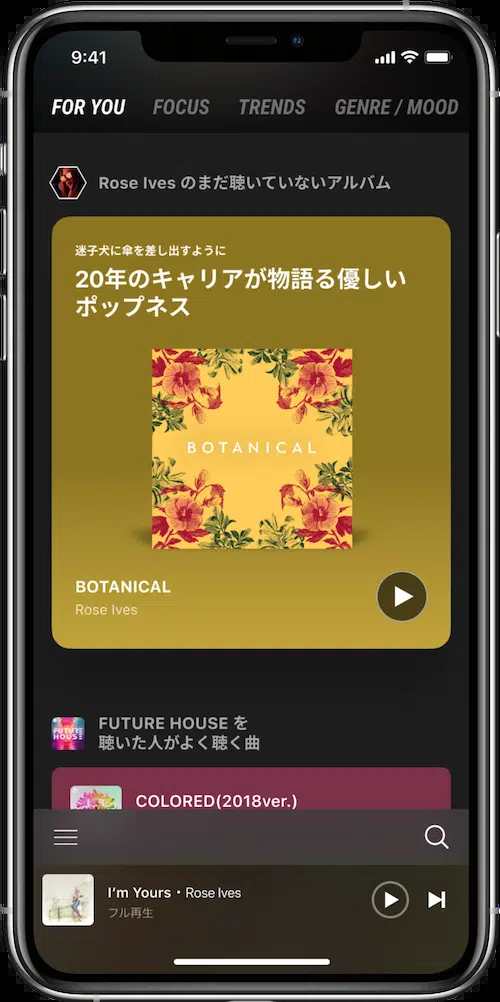 9:41
FOR YOU FOCUS TRENDS GENRE / MOOD
Rose Ives のまだ聴いていないアルバム
迷子犬に傘を差し出すように
20年のキャリアが物語る優しい
ポップネス
BOTANICAL
BOTANICAL
Rose Ives
FUTURE HOUSE
FUTURE HOUSE を
聴いた人がよく聴く曲
COLORED(2018ver.)
I'm Yours・Rose Ives
フル再生